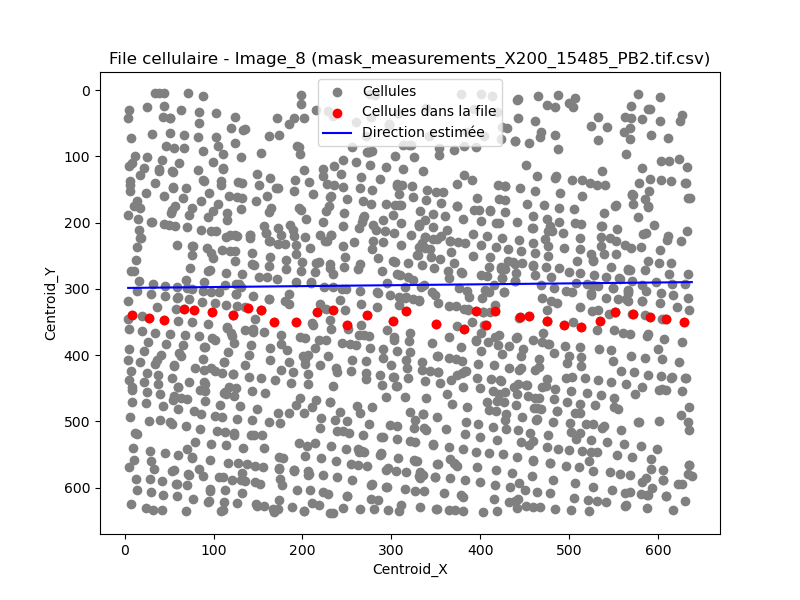 File cellulaire - Image_8 (mask_measurements_X200_15485_PB2.tif.csv)
Cellules
Cellules dans la file
Direction estimée
Centroid_Y
0
100
200
300
400
500
600
0 100 200 300 400 500 600
Centroid_X